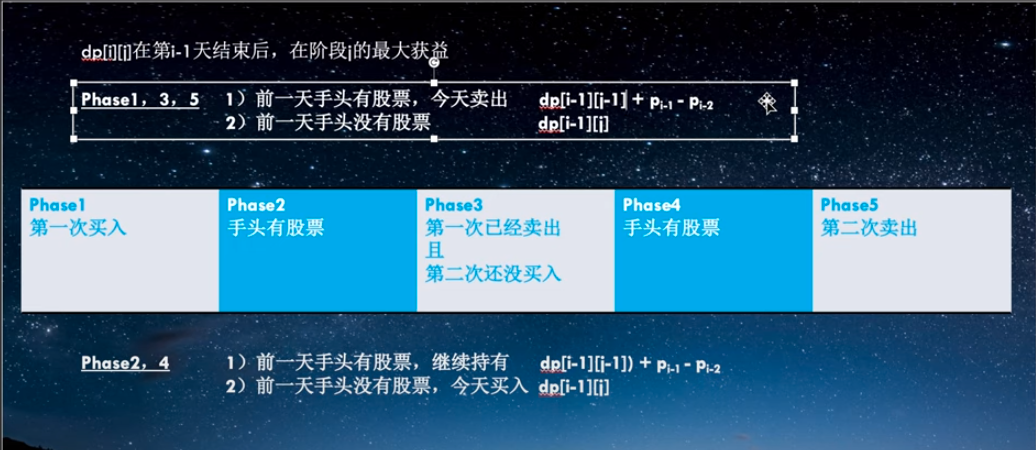 dp[i][j]在第i-1天结束后，在阶段j的最大获益
Phase1，3，5 1）前一天手头有股票，今天卖出 dp[i-1][j-1] + pi-1 - pi-2
2）前一天手头没有股票 dp[i-1][j]
Phase1 Phase2 Phase3 Phase4 Phase5
第一次买入 手头有股票 第一次已经卖出 手头有股票 第二次卖出
且
第二次还没买入
Phase2，4 1）前一天手头有股票，继续持有 dp[i-1][j-1]) + pi-1 - pi-2
2）前一天手头没有股票，今天买入 dp[i-1][j]